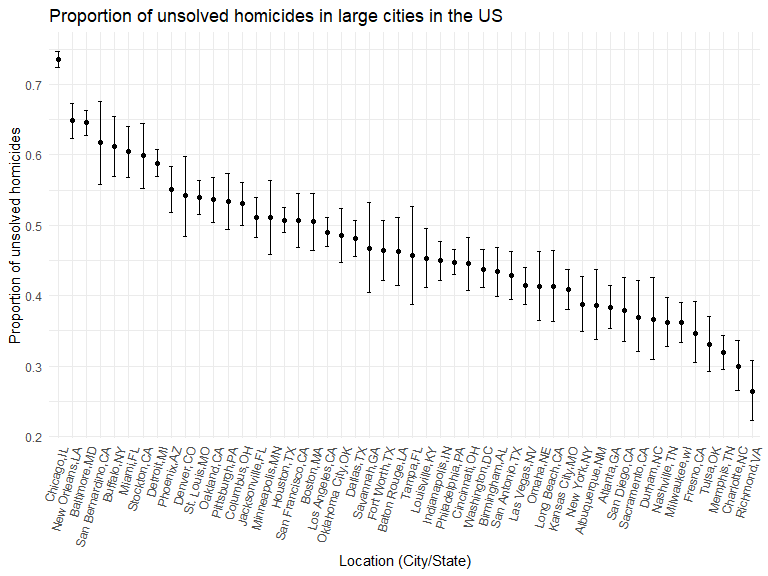 Proportion of unsolved homicides in large cities in the US
Proportion of unsolved homicides
0.7
0.6
0.5
0.4
0.3
0.2
Chicago,IL
New Orleans,LA
Baltimore,MD
San Bernardino,CA
Buffalo,NY
Miami,FL
Stockton,CA
Detroit,MI
Phoenix,AZ
Denver,CO
St. Louis,MO
Oakland,CA
Pittsburgh,PA
Columbus,OH
Jacksonville,FL
Minneapolis,MN
Houston,TX
San Francisco,CA
Boston,MA
Los Angeles,CA
Oklahoma City,OK
Dallas,TX
Savannah,GA
Fort Worth,TX
Baton Rouge,LA
Tampa,FL
Louisville,KY
Indianapolis,IN
Philadelphia,PA
Cincinnati,OH
Washington,DC
Birmingham,AL
San Antonio,TX
Las Vegas,NV
Omaha,NE
Long Beach,CA
Kansas City,MO
New York,NY
Albuquerque,NM
Atlanta,GA
San Diego,CA
Sacramento,CA
Durham,NC
Nashville,TN
Milwaukee,wI
Fresno,CA
Tulsa,OK
Memphis,TN
Charlotte,NC
Richmond,VA
Location (City/State)